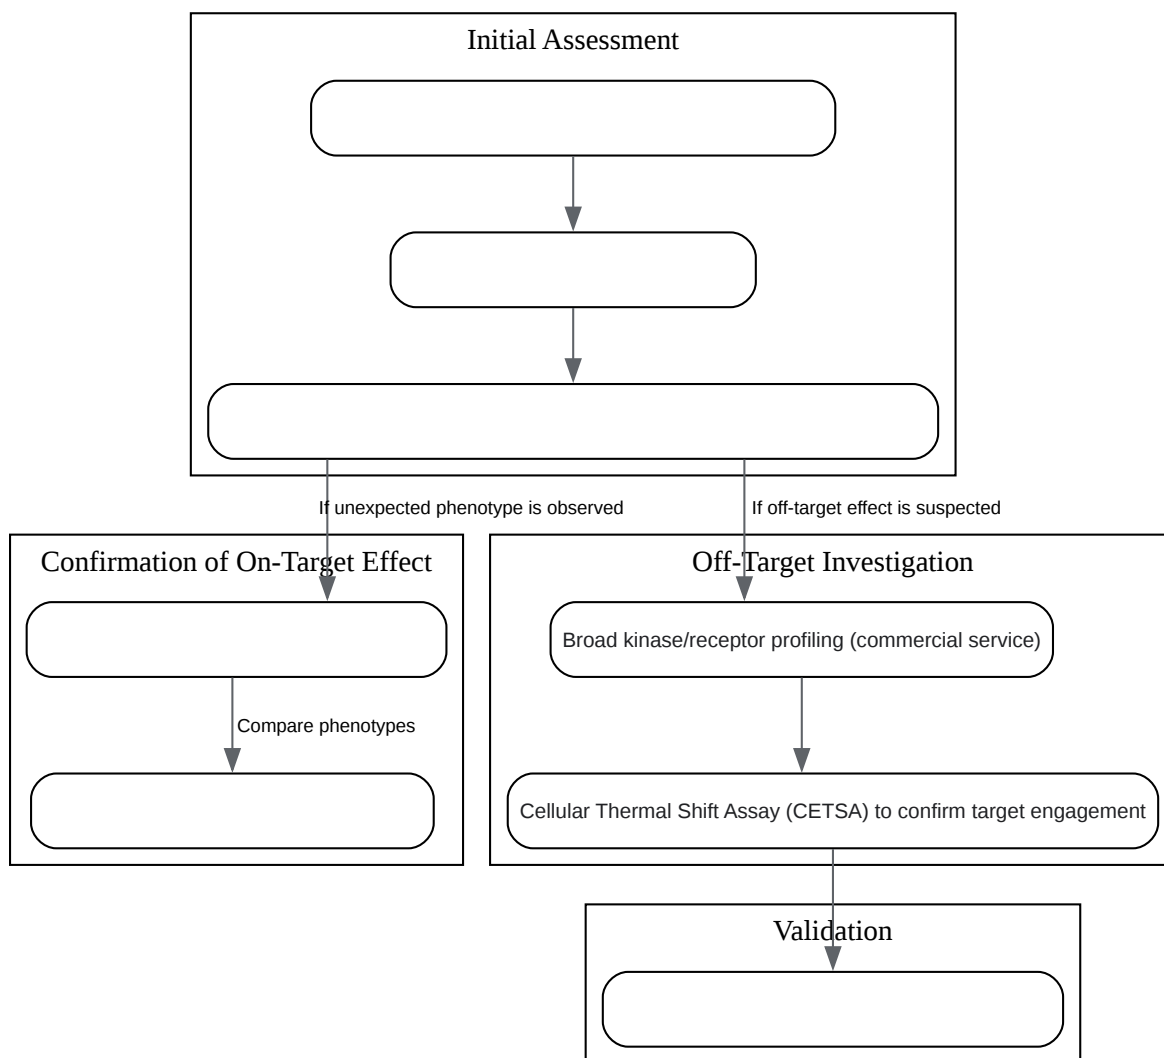 Initial Assessment
If unexpected phenotype is observed
If off-target effect is suspected
Confirmation of On-Target Effect
Off-Target Investigation
Broad kinase/receptor profiling (commercial service)
Compare phenotypes
Cellular Thermal Shift Assay (CETSA) to confirm target engagement
Validation